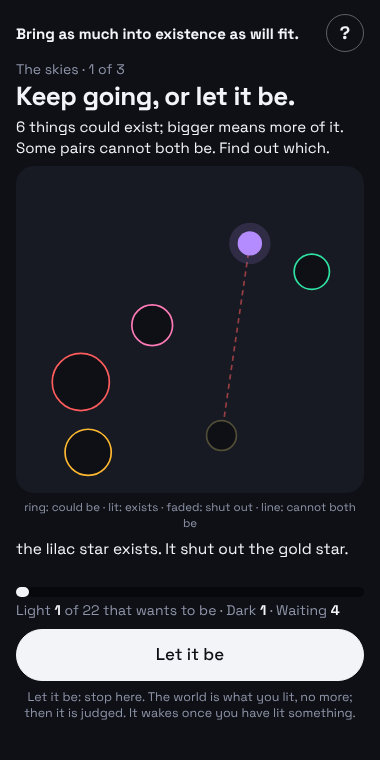 Bring as much into existence as will fit.
?
The skies · 1 of 3
Keep going, or let it be.
6 things could exist; bigger means more of it.
Some pairs cannot both be. Find out which.
ring: could be · lit: exists · faded: shut out · line: cannot both
be
the lilac star exists. It shut out the gold star.
Light 1 of 22 that wants to be · Dark 1 · Waiting 4
Let it be
Let it be: stop here. The world is what you lit, no more;
then it is judged. It wakes once you have lit something.